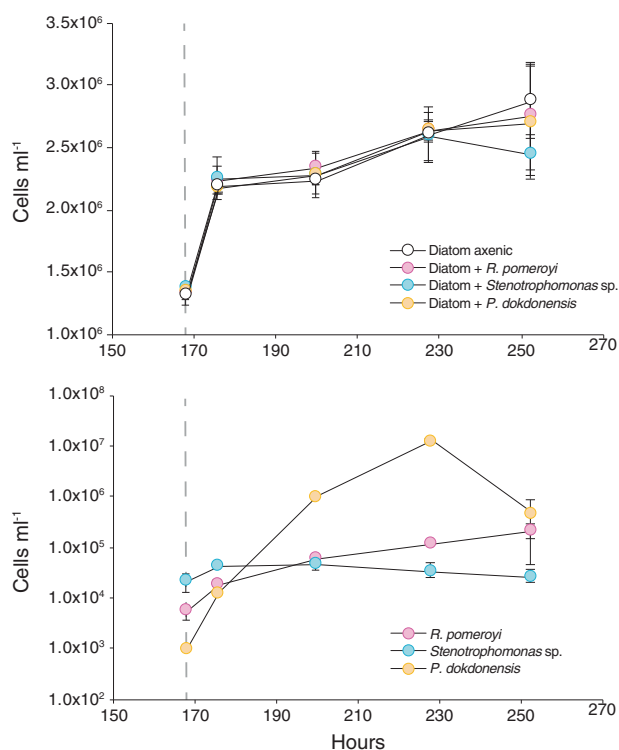 3.5x10⁶
3.0x10⁶
2.5x10⁶
2.0x10⁶
1.5x10⁶
1.0x10⁶
Cells ml⁻¹
Diatom axenic
Diatom + R. pomeroyi
Diatom + Stenotrophomonas sp.
Diatom + P. dokdonensis
150 170 190 210 230 250 270
1.0x10⁸
1.0x10⁷
1.0x10⁶
1.0x10⁵
1.0x10⁴
1.0x10³
1.0x10²
Cells ml⁻¹
R. pomeroyi
Stenotrophomonas sp.
P. dokdonensis
150 170 190 210 230 250 270
Hours